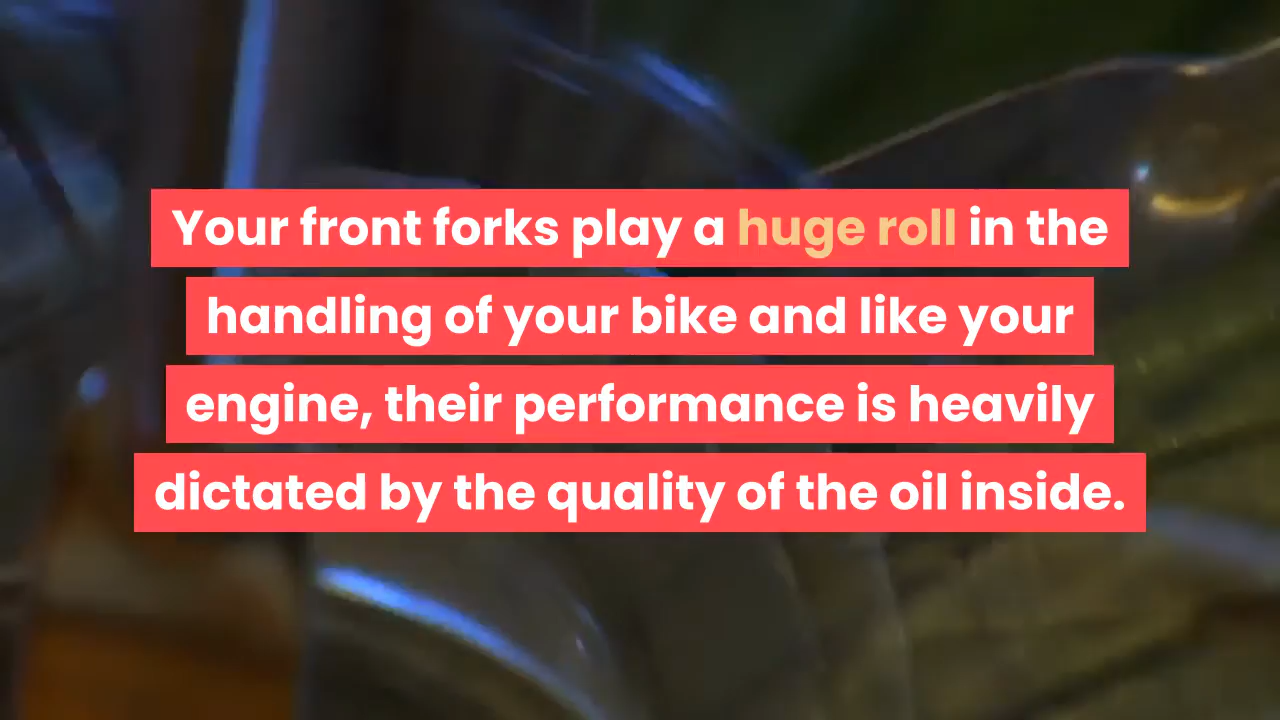 Your front forks play a huge roll in the
handling of your bike and like your
engine, their performance is heavily
dictated by the quality of the oil inside.